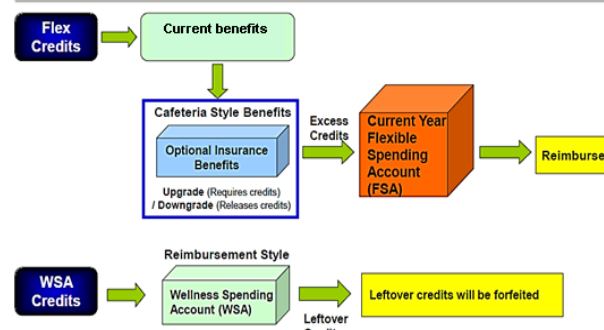 Flex
Credits
Current benefits
Cafeteria Style Benefits
Optional Insurance
Benefits
Upgrade (Requires credits)
/ Downgrade (Releases credits)
Excess
Credits
Current Year
Flexible
Spending
Account
(FSA)
Reimburse
WSA
Credits
Reimbursement Style
Wellness Spending
Account (WSA)
Leftover
Leftover credits will be forfeited